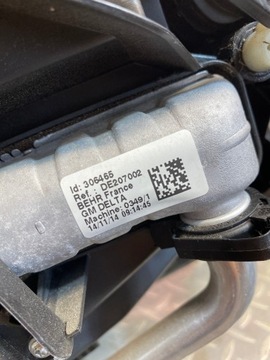 Id: 306465
Ref.: DE207002
BEHR France
GM DELTA
Machine: 0349/1
14/11/14 09:14:45